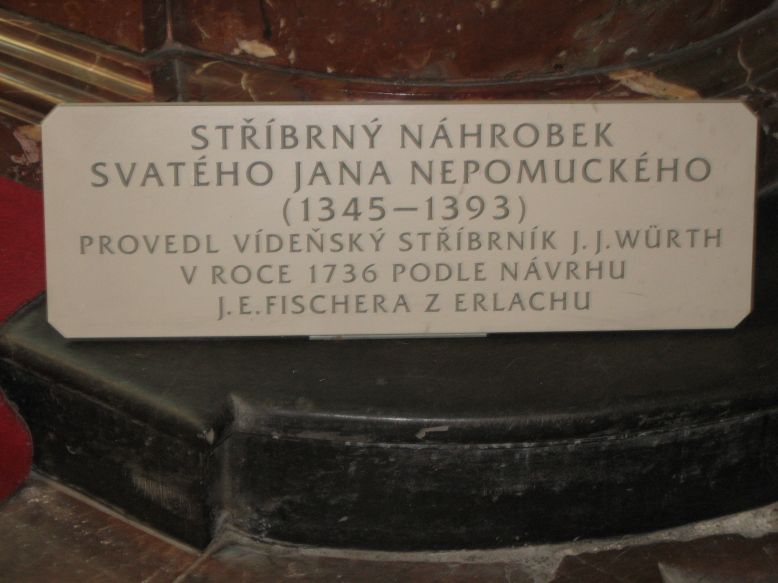 STŘÍBRNÝ NÁHROBEK
SVATÉHO JANA NEPOMUCKÉHO
(1345–1393)
PROVEDL VÍDEŇSKÝ STŘÍBRNÍK J.J.WÜRTH
V ROCE 1736 PODLE NÁVRHU
J.E.FISCHERA Z ERLACHU